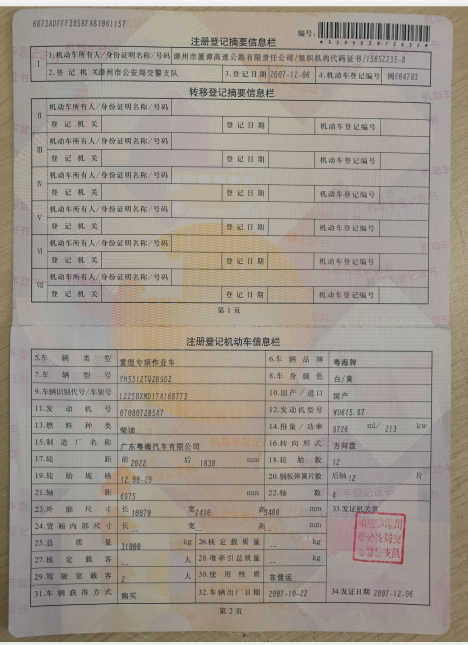 6873ADFFF3B5BFAB1061157
编号:
注册登记摘要信息栏
I 1.机动车所有人/身份证明名称/号码 漳州市厦漳高速公路有限责任公司/组织机构代码证书/15652235-8
2.登记机关 漳州市公安局交警支队 3.登记日期 2007-12-06 4.机动车登记编号 闽E04783
转移登记摘要信息栏
II 机动车所有人/身份证明名称/号码
登记机关 登记日期 机动车登记编号
III 机动车所有人/身份证明名称/号码
登记机关 登记日期 机动车登记编号
IV 机动车所有人/身份证明名称/号码
登记机关 登记日期 机动车登记编号
V 机动车所有人/身份证明名称/号码
登记机关 登记日期 机动车登记编号
VI 机动车所有人/身份证明名称/号码
登记机关 登记日期 机动车登记编号
VII 机动车所有人/身份证明名称/号码
登记机关 登记日期 机动车登记编号
第1页
注册登记机动车信息栏
5.车辆类型 重型专项作业车 6.车辆品牌 粤海牌
7.车辆型号 YH5312TQZ05DZ 8.车身颜色 白/黄
9.车辆识别代号/车架号 LZZSBXMD17A168773 10.国产/进口 国产
11.发动机号 07000728547 12.发动机型号 WD615.87
13.燃料种类 柴油 14.排量/功率 9726 ml/ 213 kw
15.制造厂名称 广东粤海汽车有限公司 16.转向形式 方向盘
17.轮距 前 2022 后 1830 mm 18.轮胎数 12
19.轮胎规格 12.00-20 20.钢板弹簧片数 后轴12 片
21.轴距 6975 mm 22.轴数 4
23.外廓尺寸 长 10070 宽 2490 高 3400 mm 33.发证机关章
24.货厢内部尺寸 长 -- 宽 -- 高 -- mm
25.总质量 31000 kg 26.核定载质量 -- kg
27.核定载客 -- 人 28.准牵引总质量 -- kg
29.驾驶室载客 2 人 30.使用性质 非营运
31.车辆获得方式 购买 32.车辆出厂日期 2007-10-22 34.发证日期 2007-12-06
第2页